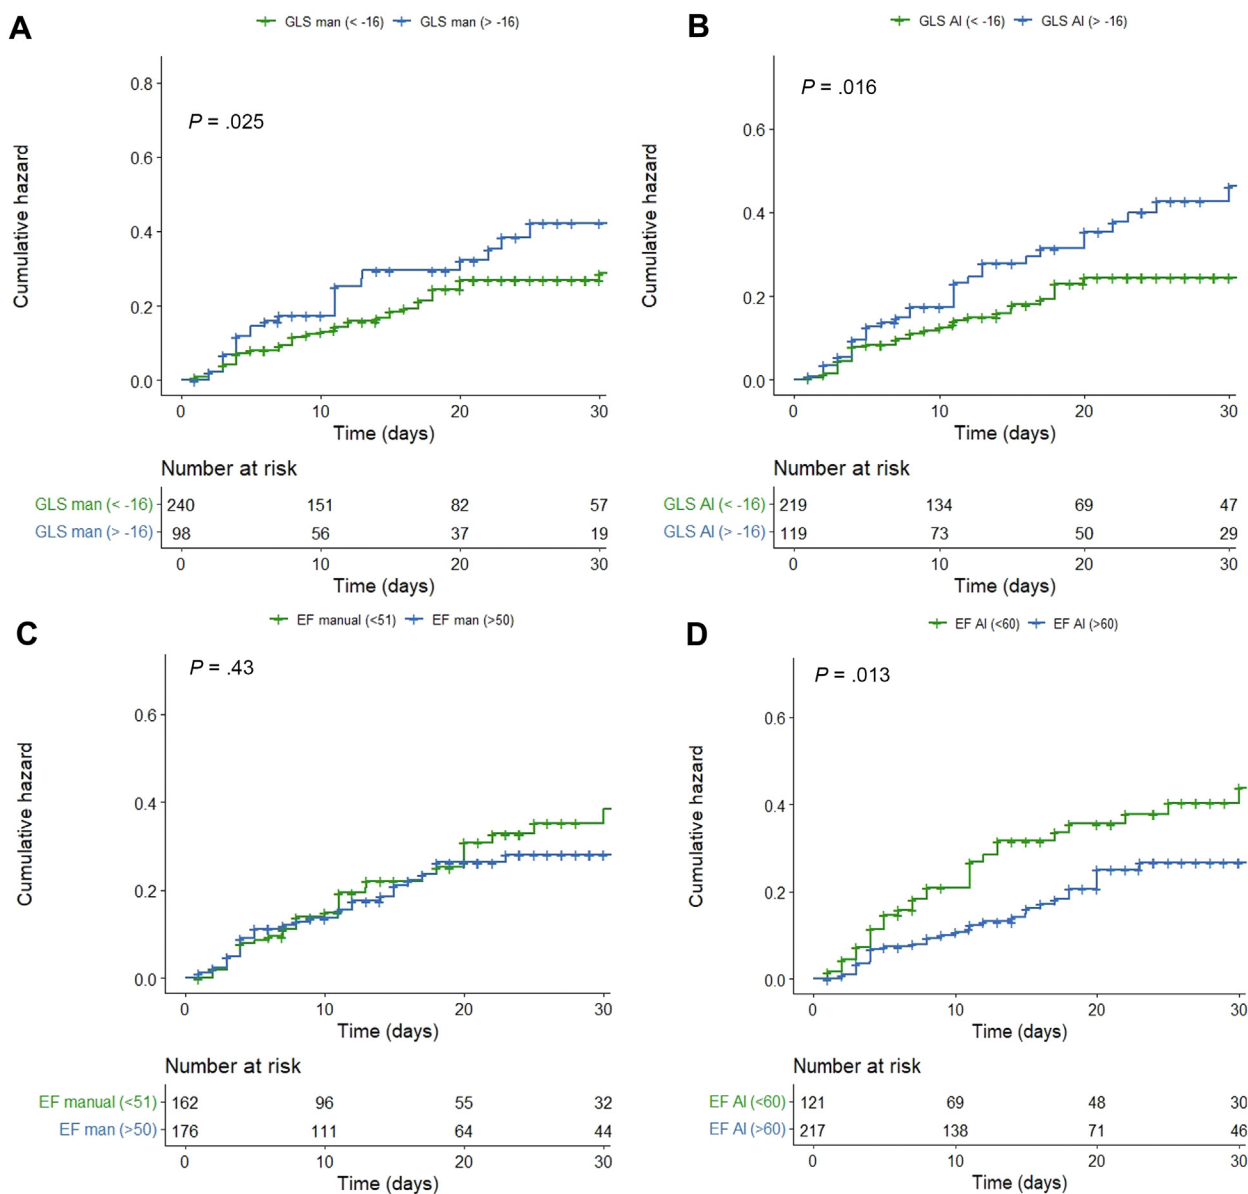 A
GLS man (< -16) GLS man (> -16)
P = .025
Cumulative hazard
0.8
0.6
0.4
0.2
0.0
0 10 20 30
Time (days)
Number at risk
GLS man (< -16) 240 151 82 57
GLS man (> -16) 98 56 37 19
0 10 20 30
Time (days)
B
GLS AI (< -16) GLS AI (> -16)
P = .016
Cumulative hazard
0.6
0.4
0.2
0.0
0 10 20 30
Time (days)
Number at risk
GLS AI (< -16) 219 134 69 47
GLS AI (> -16) 119 73 50 29
0 10 20 30
Time (days)
C
EF manual (<51) EF man (>50)
P = .43
Cumulative hazard
0.6
0.4
0.2
0.0
0 10 20 30
Time (days)
Number at risk
EF manual (<51) 162 96 55 32
EF man (>50) 176 111 64 44
0 10 20 30
Time (days)
D
EF AI (<60) EF AI (>60)
P = .013
Cumulative hazard
0.6
0.4
0.2
0.0
0 10 20 30
Time (days)
Number at risk
EF AI (<60) 121 69 48 30
EF AI (>60) 217 138 71 46
0 10 20 30
Time (days)